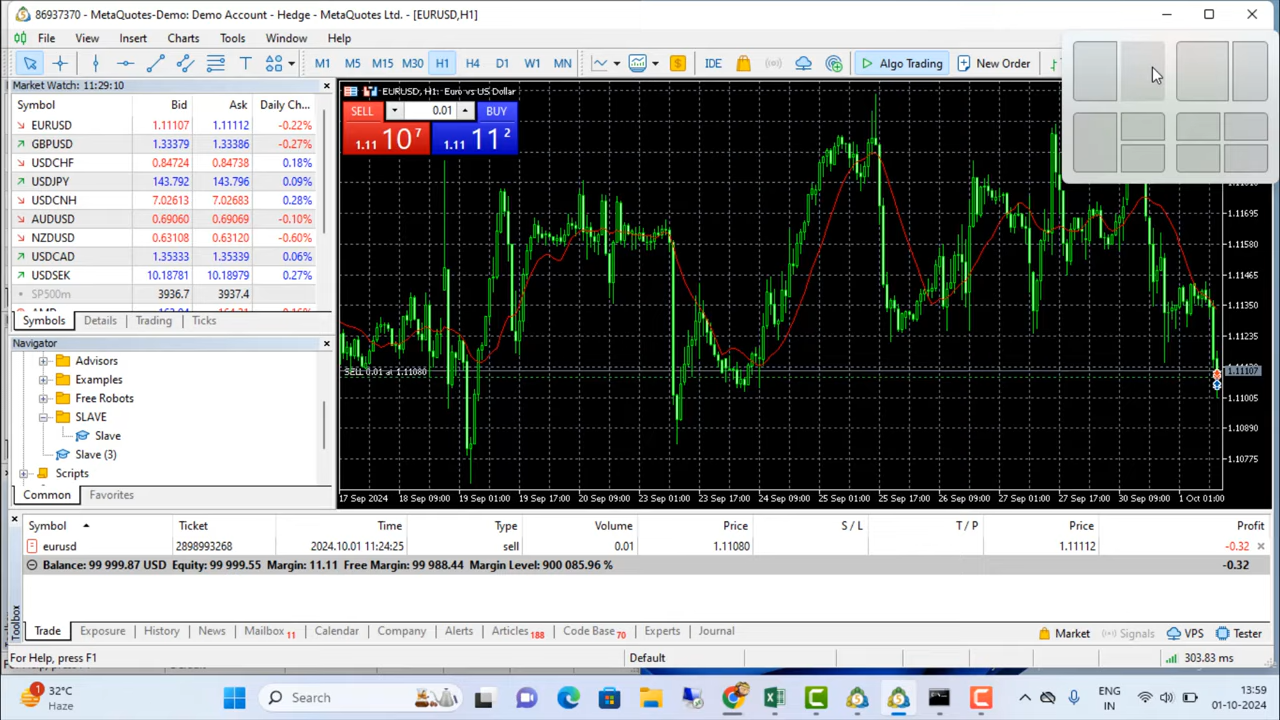 86937370 - MetaQuotes-Demo: Demo Account - Hedge - MetaQuotes Ltd. - [EURUSD,H1]
File View Insert Charts Tools Window Help
M1 M5 M15 M30 H1 H4 D1 W1 MN $ IDE Algo Trading New Order
Market Watch: 11:29:10
Symbol Bid Ask Daily Ch...
EURUSD 1.11107 1.11112 -0.22%
GBPUSD 1.33379 1.33394 -0.27%
USDCHF 0.84724 0.84738 0.18%
USDJPY 143.792 143.796 0.09%
USDCNH 7.02613 7.02683 0.28%
AUDUSD 0.69060 0.69069 -0.10%
NZDUSD 0.63108 0.63120 -0.60%
USDCAD 1.35333 1.35339 0.06%
USDSEK 10.18781 10.18979 0.27%
SP500m 3936.7 3937.4 0.00%
Symbols Details Trading Ticks
Navigator
Advisors
Examples
Free Robots
SLAVE
Slave
Slave (3)
Scripts
Common Favorites
EURUSD, H1: Euro vs US Dollar
SELL 0.01 BUY
1.11 10 7 1.11 11 2
1.11695
1.11580
1.11465
1.11350
1.11235
SELL 0.01 at 1.11080
1.11107
1.11005
1.10890
1.10775
17 Sep 2024 18 Sep 09:00 19 Sep 01:00 19 Sep 17:00 20 Sep 09:00 23 Sep 01:00 23 Sep 17:00 24 Sep 09:00 25 Sep 01:00 25 Sep 17:00 26 Sep 09:00 27 Sep 01:00 27 Sep 17:00 30 Sep 09:00 1 Oct 01:00
Symbol Ticket Time Type Volume Price S / L T / P Price Profit
eurusd 2898993268 2024.10.01 11:24:25 sell 0.01 1.11080 1.11112 -0.32
Balance: 99 999.87 USD Equity: 99 999.55 Margin: 11.11 Free Margin: 99 988.44 Margin Level: 900 085.96 % -0.32
Toolbox
Trade Exposure History News Mailbox 11 Calendar Company Alerts Articles 188 Code Base 70 Experts Journal Market Signals VPS Tester
For Help, press F1 Default 303.83 ms
1 32°C
Haze
Search
ENG
IN
13:59
01-10-2024